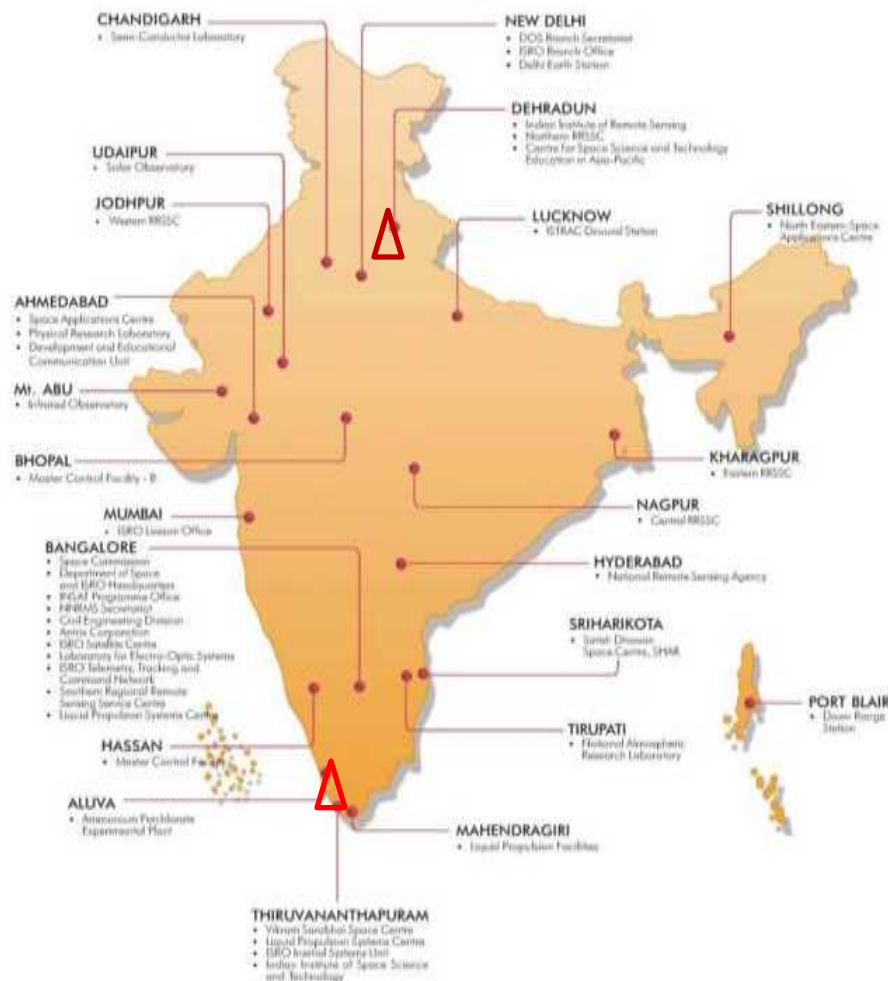 CHANDIGARH
• Semi-Conductor Laboratory
NEW DELHI
• DOS Branch Secretariat
• ISRO Branch Office
• Delhi Earth Station
DEHRADUN
• Indian Institute of Remote Sensing
• Northern RRSSC
• Centre for Space Science and Technology
Education in Asia-Pacific
UDAIPUR
• Solar Observatory
JODHPUR
• Western RRSSC
LUCKNOW
• ISTRAC Ground Station
SHILLONG
• North Eastern-Space
Applications Centre
AHMEDABAD
• Space Applications Centre
• Physical Research Laboratory
• Development and Educational
Communication Unit
Mt. ABU
• Infrared Observatory
BHOPAL
• Master Control Facility - B
KHARAGPUR
• Eastern RRSSC
NAGPUR
• Central RRSSC
MUMBAI
• ISRO Liaison Office
BANGALORE
• Space Commission
• Department of Space
and ISRO Headquarters
• INSAT Programme Office
• NNRMS Secretariat
• Civil Engineering Division
• Antrix Corporation
• ISRO Satellite Centre
• Laboratory for Electro-Optic Systems
• ISRO Telemetry, Tracking and
Command Network
• Southern Regional Remote
Sensing Service Centre
• Liquid Propulsion Systems Centre
HYDERABAD
• National Remote Sensing Agency
SRIHARIKOTA
• Satish Dhawan
Space Centre, SHAR
PORT BLAIR
• Down Range
Station
TIRUPATI
• National Atmospheric
Research Laboratory
HASSAN
• Master Control
ALUVA
• Ammonium Perchlorate
Experimental Plant
MAHENDRAGIRI
• Liquid Propulsion Facilities
THIRUVANANTHAPURAM
• Vikram Sarabhai Space Centre
• Liquid Propulsion Systems Centre
• ISRO Inertial Systems Unit
• Indian Institute of Space Science
and Technology